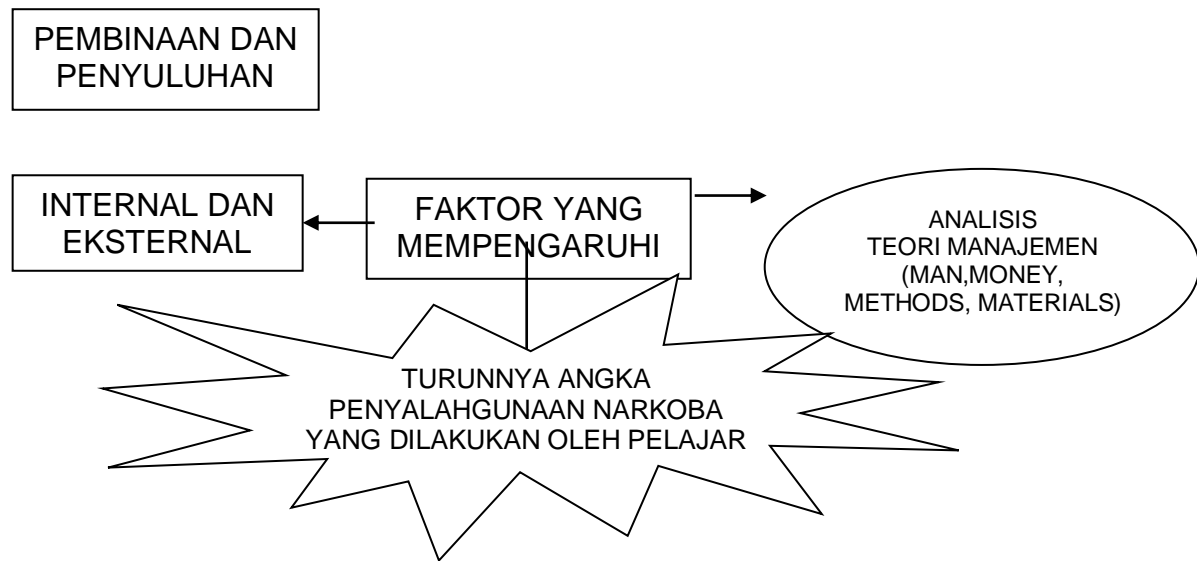 PEMBINAAN DAN
PENYULUHAN
INTERNAL DAN
EKSTERNAL
FAKTOR YANG
MEMPENGARUHI
ANALISIS
TEORI MANAJEMEN
(MAN,MONEY,
METHODS, MATERIALS)
TURUNNYA ANGKA
PENYALAHGUNAAN NARKOBA
YANG DILAKUKAN OLEH PELAJAR